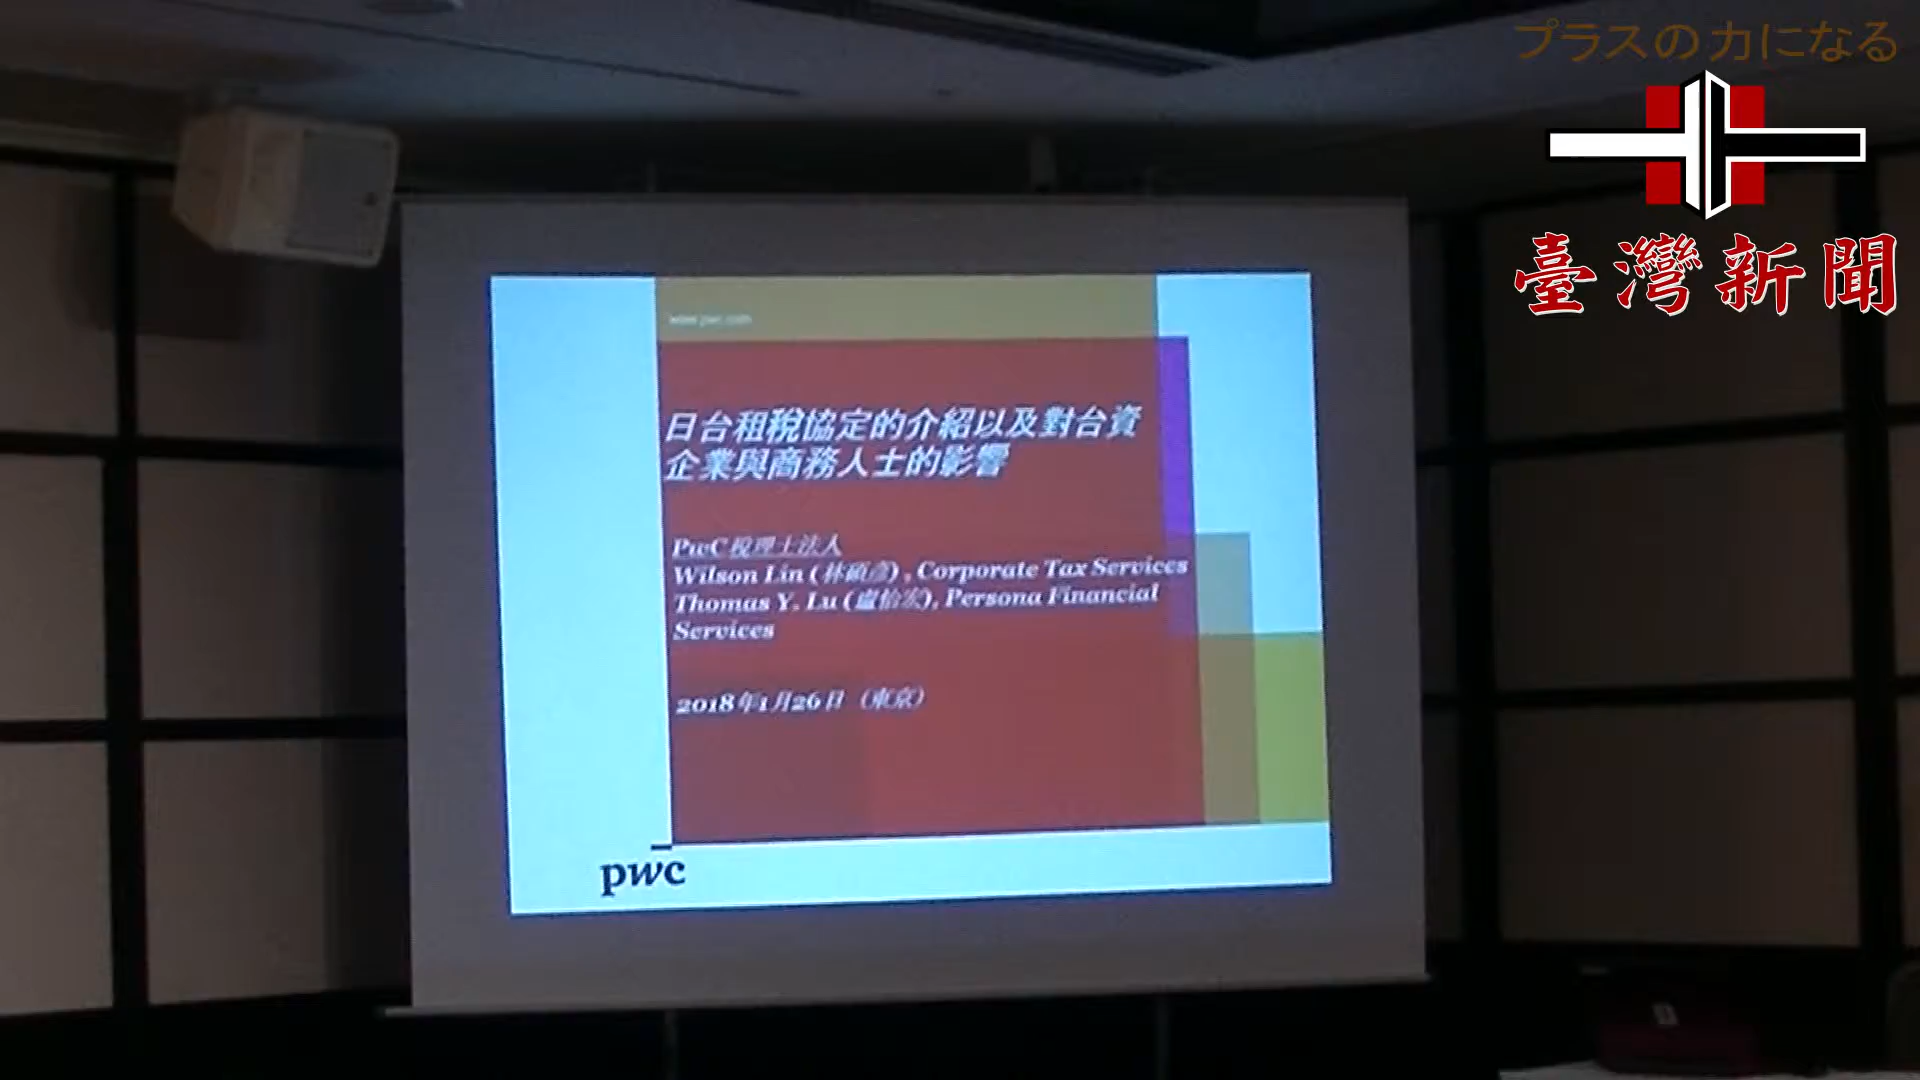 プラスの力になる
臺灣新聞
www.pwc.com
日台租稅協定的介紹以及對台資
企業與商務人士的影響
PwC税理士法人
Wilson Lin (林碩彥) , Corporate Tax Services
Thomas Y. Lu (盧怡宏), Persona Financial
Services
2018年1月26日（東京）
pwc